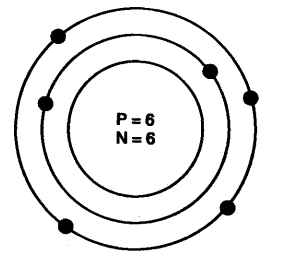 P = 6
N = 6